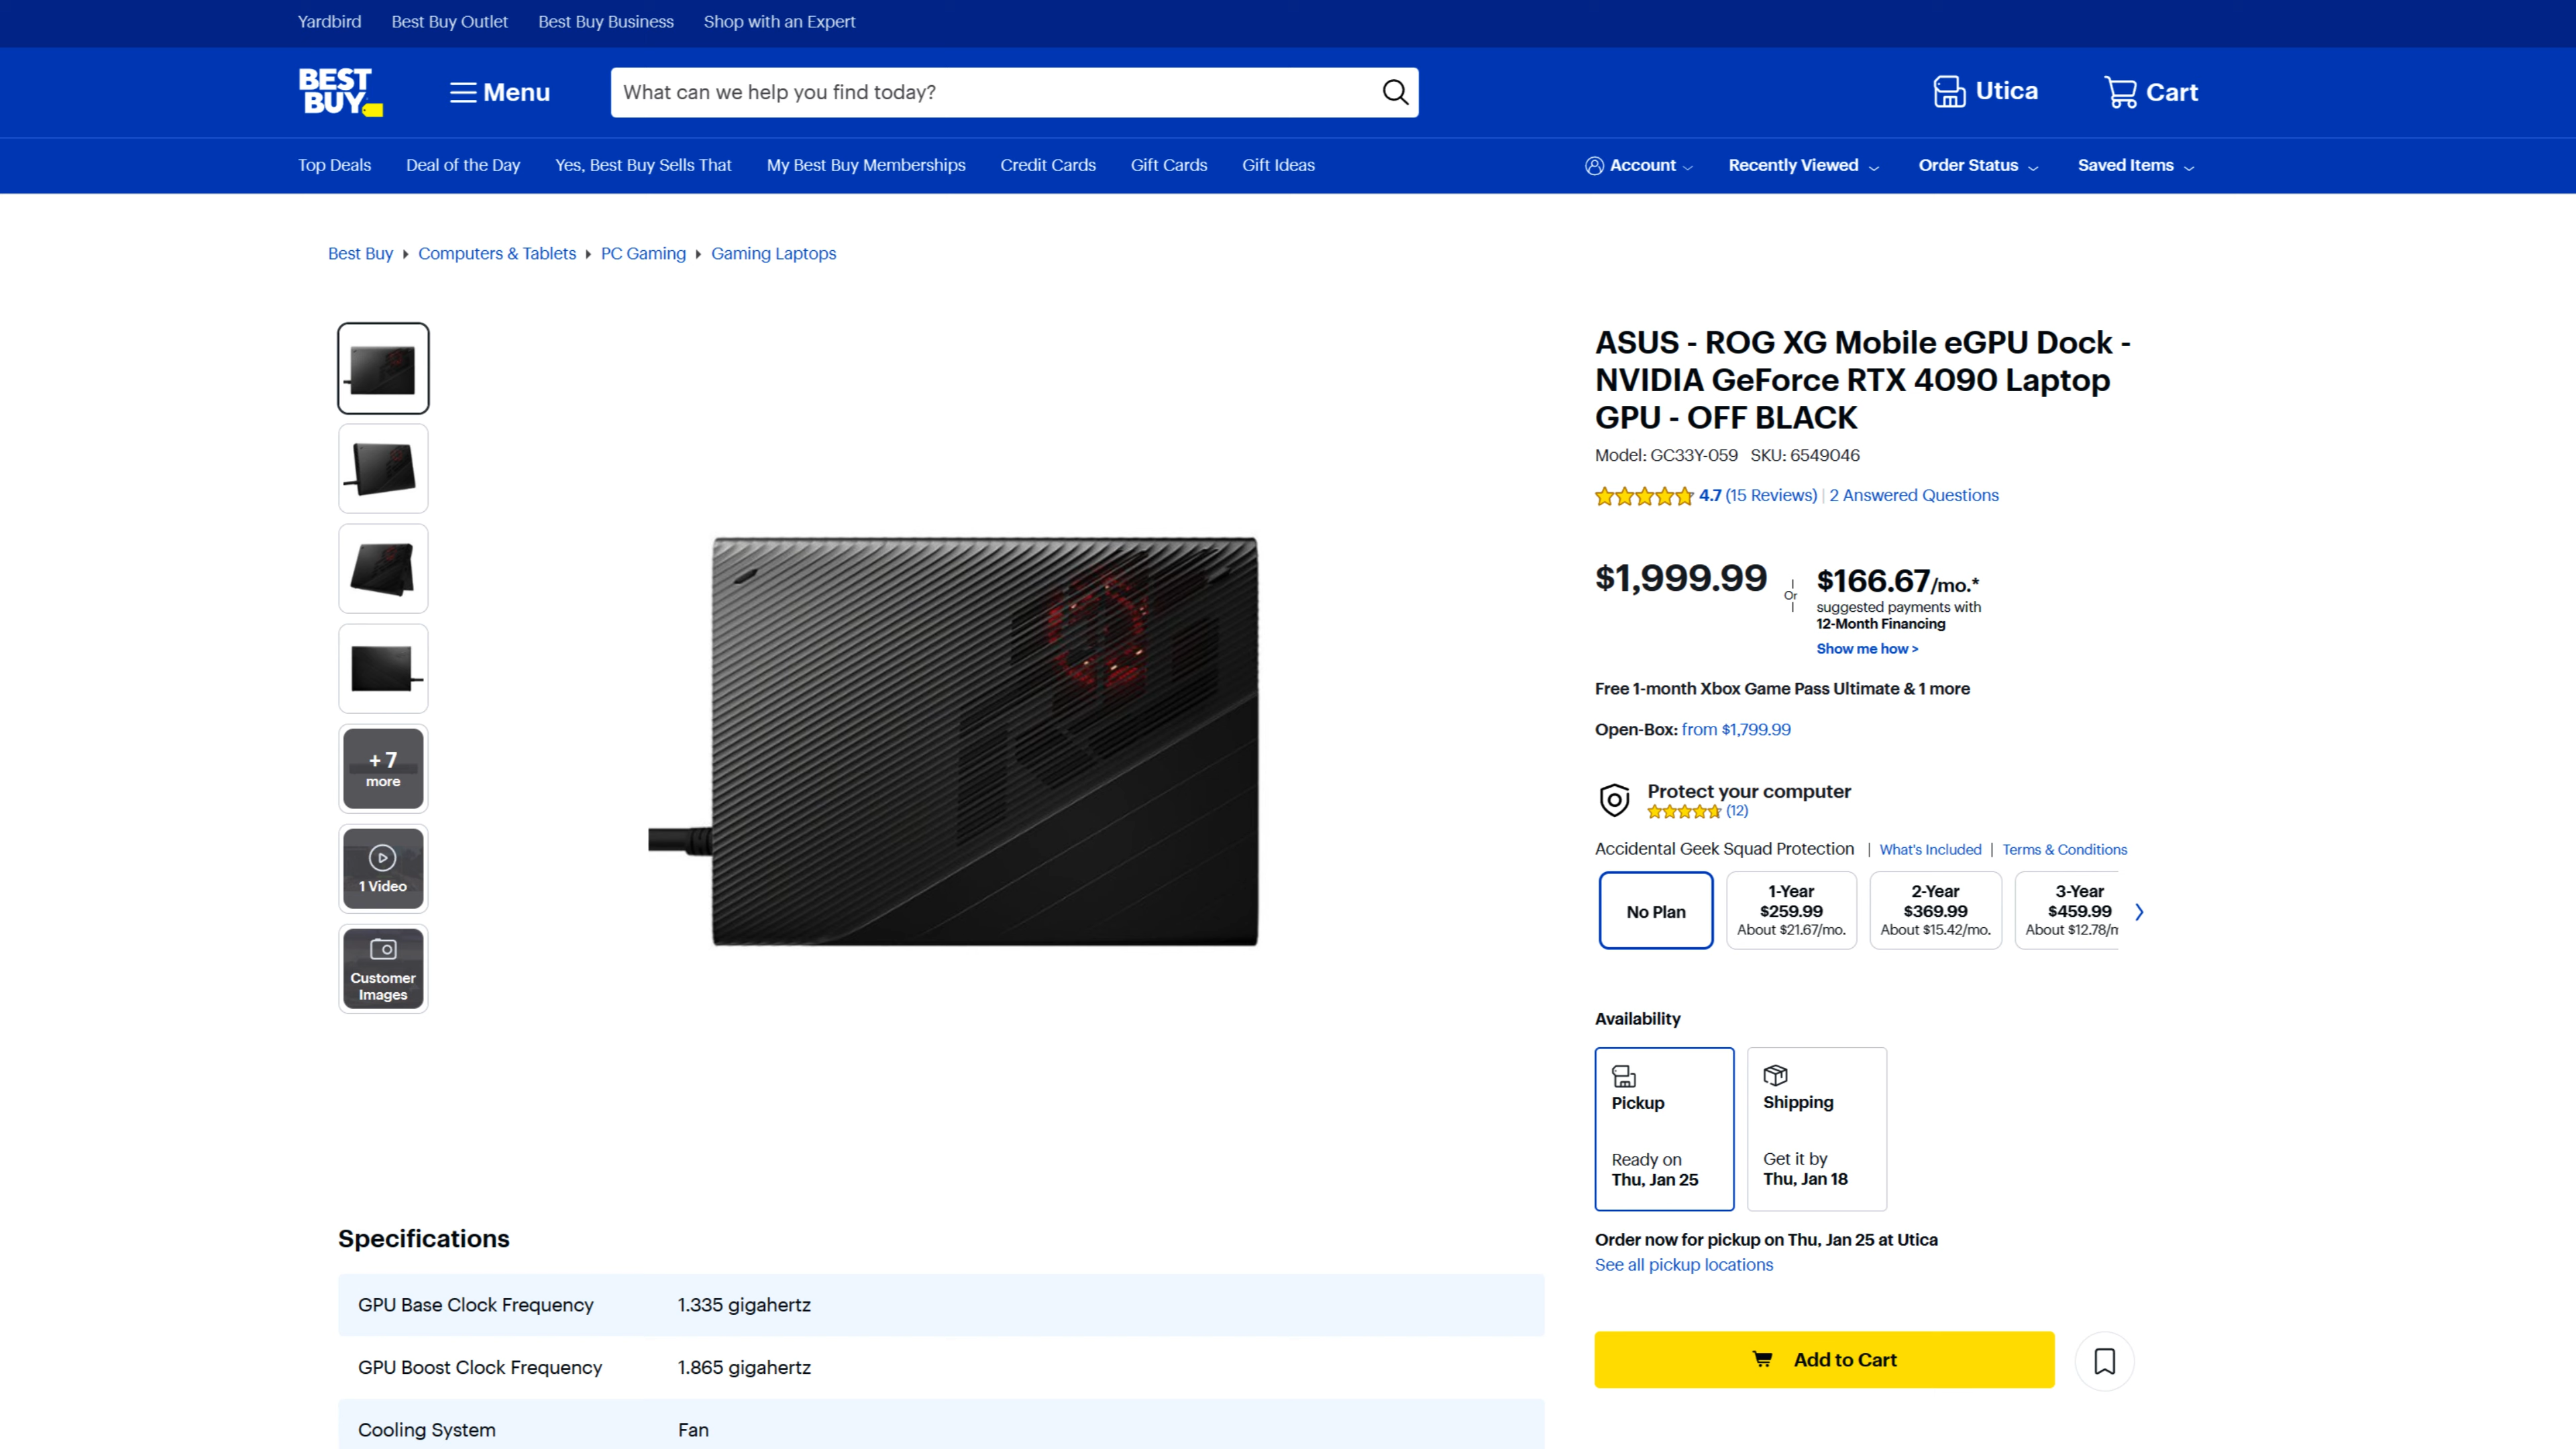 Yardbird Best Buy Outlet Best Buy Business Shop with an Expert
BEST
BUY
Menu
What can we help you find today?
Utica
Cart
Top Deals Deal of the Day Yes, Best Buy Sells That My Best Buy Memberships Credit Cards Gift Cards Gift Ideas
Account Recently Viewed Order Status Saved Items
Best Buy Computers & Tablets PC Gaming Gaming Laptops
+ 7
more
1 Video
Customer
Images
ASUS - ROG XG Mobile eGPU Dock -
NVIDIA GeForce RTX 4090 Laptop
GPU - OFF BLACK
Model: GC33Y-059 SKU: 6549046
4.7 (15 Reviews) | 2 Answered Questions
$1,999.99
Or
$166.67/mo.*
suggested payments with
12-Month Financing
Show me how >
Free 1-month Xbox Game Pass Ultimate & 1 more
Open-Box: from $1,799.99
Protect your computer
(12)
Accidental Geek Squad Protection | What's Included | Terms & Conditions
No Plan
1-Year
$259.99
About $21.67/mo.
2-Year
$369.99
About $15.42/mo.
3-Year
$459.99
About $12.78/m
Availability
Pickup
Ready on
Thu, Jan 25
Shipping
Get it by
Thu, Jan 18
Order now for pickup on Thu, Jan 25 at Utica
See all pickup locations
Add to Cart
Specifications
GPU Base Clock Frequency 1.335 gigahertz
GPU Boost Clock Frequency 1.865 gigahertz
Cooling System Fan